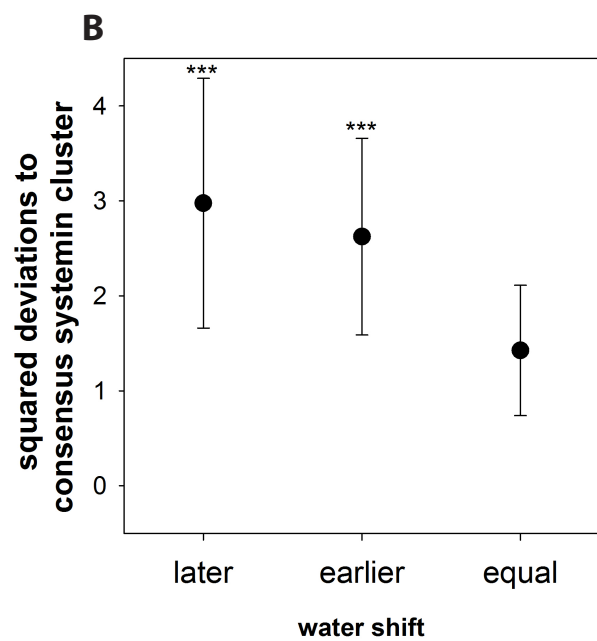 B
squared deviations to
consensus systemin cluster
4
3
2
1
0
***
***
later earlier equal
water shift